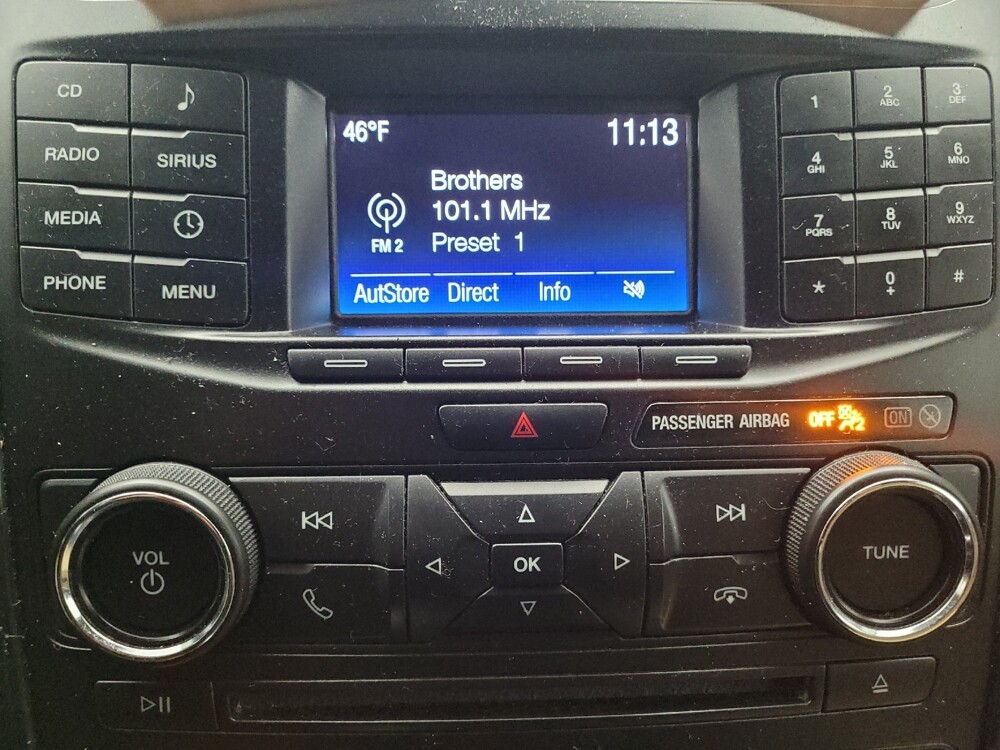 CD
RADIO
SIRIUS
MEDIA
PHONE
MENU
46°F
11:13
Brothers
101.1 MHz
FM 2
Preset 1
AutStore Direct Info
1
2
ABC
3
DEF
4
GHI
5
JKL
6
MNO
7
PQRS
8
TUV
9
WXYZ
*
0
+
#
PASSENGER AIRBAG OFF 2 ON
VOL
OK
TUNE